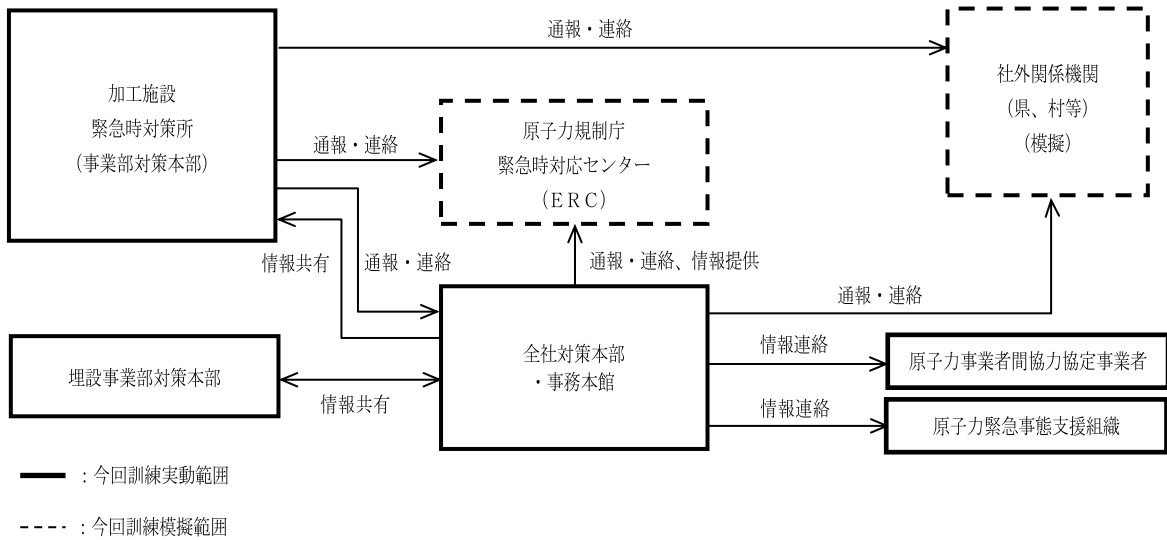 通報・連絡
加工施設
緊急時対策所
(事業部対策本部)
社外関係機関
(県、村等)
(模擬)
通報・連絡
原子力規制庁
緊急時対応センター
(ＥＲＣ)
情報共有
通報・連絡
通報・連絡、情報提供
通報・連絡
埋設事業部対策本部
情報共有
全社対策本部
・事務本館
情報連絡
原子力事業者間協力協定事業者
情報連絡
原子力緊急事態支援組織
：今回訓練実動範囲
：今回訓練模擬範囲